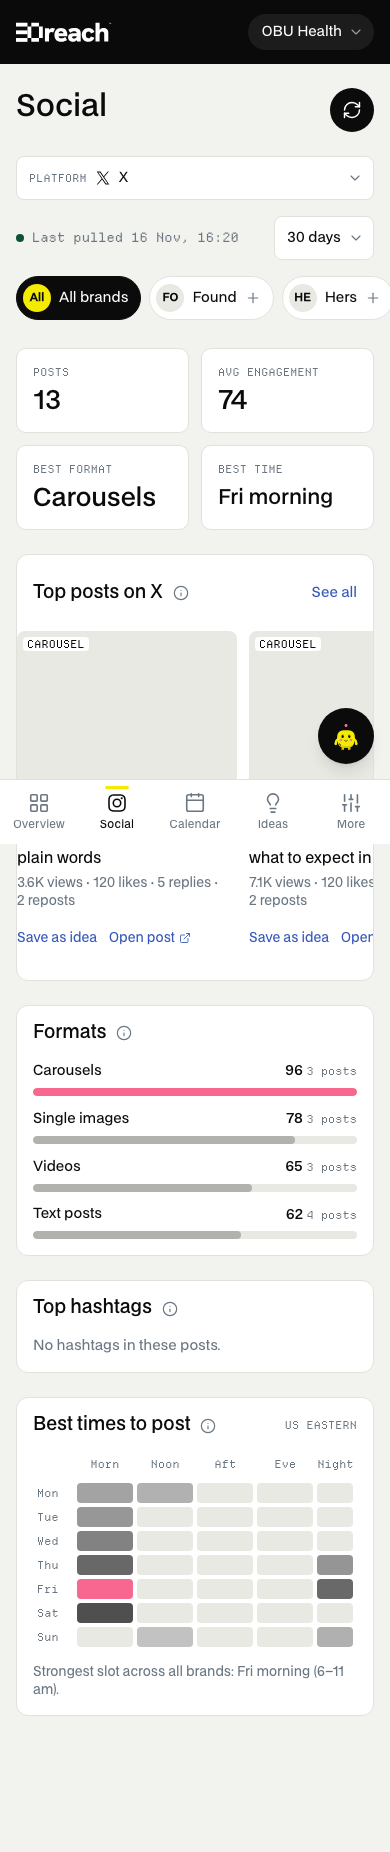 EOreach
OBU Health
Social
PLATFORM X
Last pulled 16 Nov, 16:20
30 days
All All brands FO Found HE Hers
POSTS
13
AVG ENGAGEMENT
74
BEST FORMAT
Carousels
BEST TIME
Fri morning
Top posts on X
See all
CAROUSEL
CAROUSEL
Overview Social Calendar Ideas More
plain words
3.6K views · 120 likes · 5 replies ·
2 reposts
Save as idea Open post
what to expect in
7.1K views · 120 likes
2 reposts
Save as idea Open
Formats
Carousels 96 3 posts
Single images 78 3 posts
Videos 65 3 posts
Text posts 62 4 posts
Top hashtags
No hashtags in these posts.
Best times to post
US EASTERN
Morn Noon Aft Eve Night
Mon
Tue
Wed
Thu
Fri
Sat
Sun
Strongest slot across all brands: Fri morning (6–11
am).